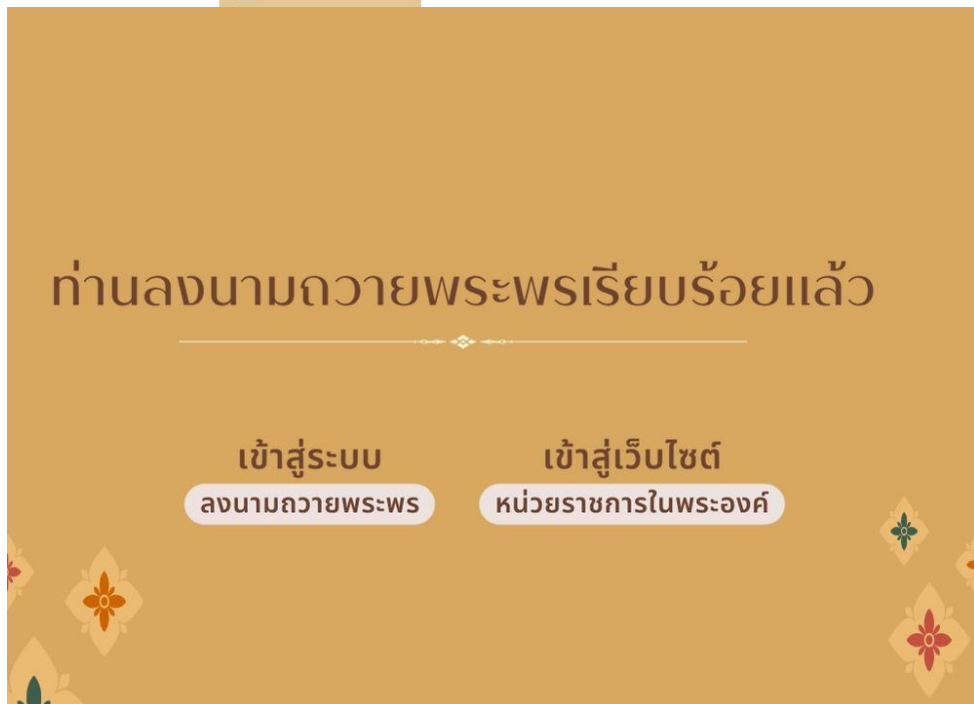 ท่านลงนามถวายพระพรเรียบร้อยแล้ว
เข้าสู่ระบบ
ลงนามถวายพระพร
เข้าสู่เว็บไซต์
หน่วยราชการในพระองค์